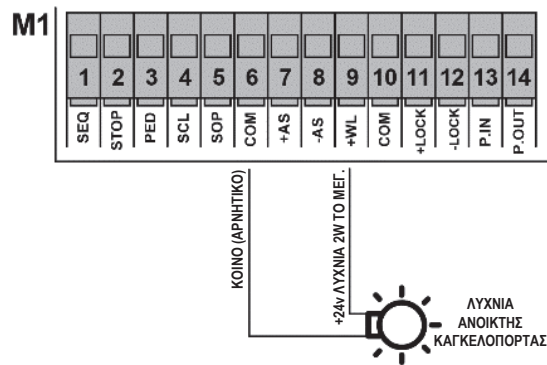 M1
1 2 3 4 5 6 7 8 9 10 11 12 13 14
SEQ
STOP
PED
SCL
SOP
COM
+AS
-AS
+WL
COM
+LOCK
-LOCK
P.IN
P.OUT
ΚΟΙΝΟ (ΑΡΝΗΤΙΚΟ)
+24v ΛΥΧΝΙΑ 2W ΤΟ ΜΕΓ.
ΛΥΧΝΙΑ
ΑΝΟΙΚΤΗΣ
ΚΑΓΚΕΛΟΠΟΡΤΑΣ